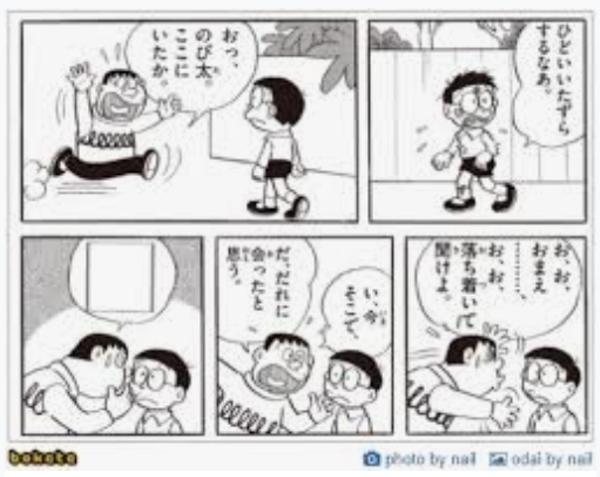 ひどいいたずら
するなあ。
おっ、
のび太。
ここに
いたか。
お、お、
おまえ
…………、
お、お、
落ち着いて
聞けよ。
い、今
そこで、
だ、だれに
会ったと
思う。
bokete
photo by nail
odai by nail